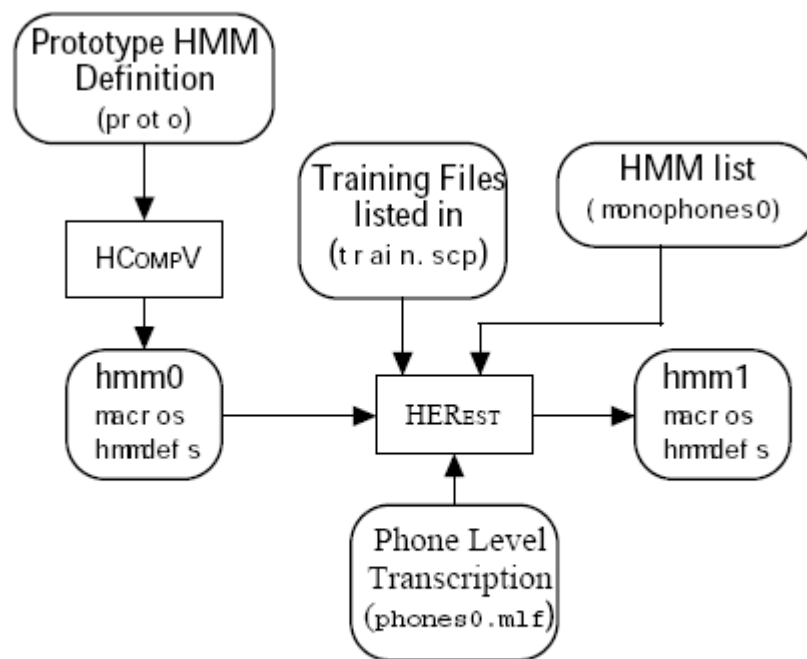 Prototype HMM
Definition
(proto)
HCOMPV
Training Files
listed in
(train.scp)
HMM list
(monophones0)
hmm0
macros
hmmdefs
HEREST
hmm1
macros
hmmdefs
Phone Level
Transcription
(phones0.mlf)